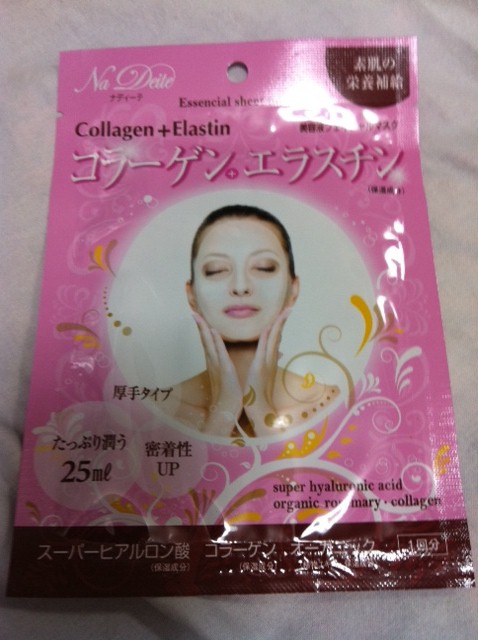 Na Deite
ナディーテ
素肌の
栄養補給
Essencial sheet
Collagen + Elastin
コラーゲン。エラスチン
(保湿成分)
厚手タイプ
たっぷり潤う
25mℓ
密着性
UP
super hyaluronic acid
organic rosemary・collagen
スーパーヒアルロン酸 コラーゲン
(保湿成分) (保湿成分)
1回分